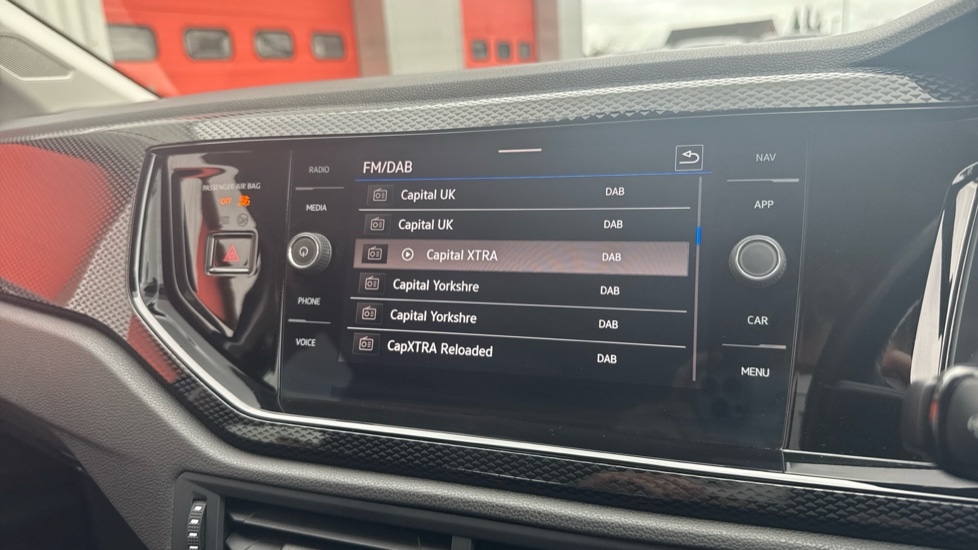 PASSENGER AIR BAG
OFF
RADIO
MEDIA
PHONE
VOICE
FM/DAB
Capital UK DAB
Capital UK DAB
Capital XTRA DAB
Capital Yorkshre DAB
Capital Yorkshre DAB
CapXTRA Reloaded DAB
NAV
APP
CAR
MENU